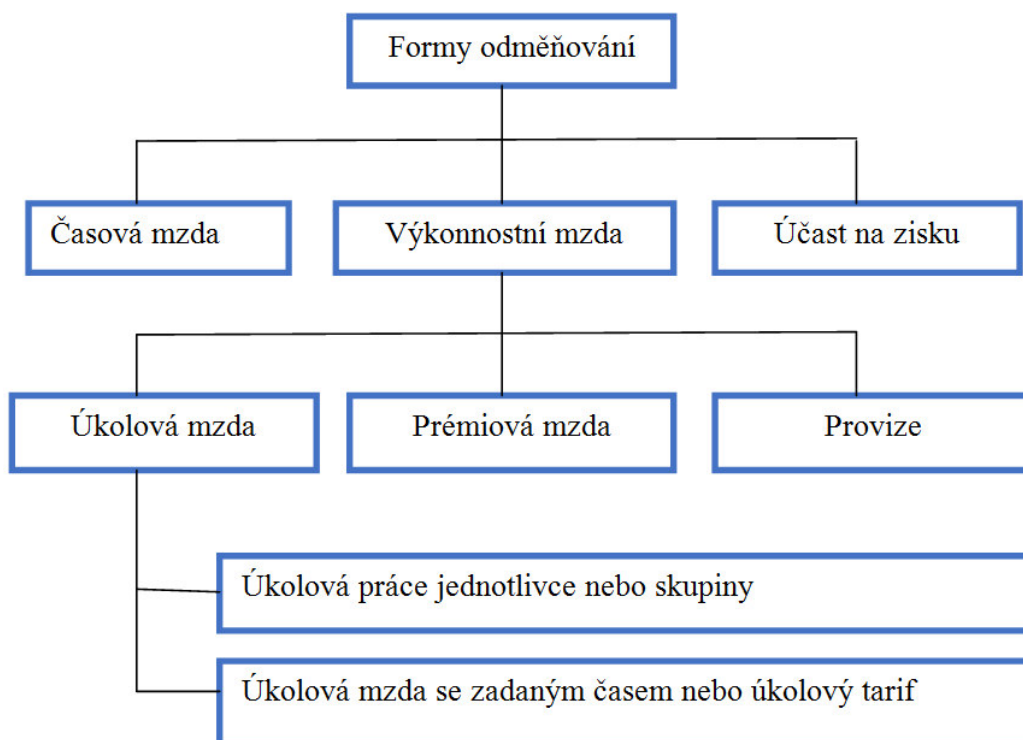 Formy odměňování
Časová mzda
Výkonnostní mzda
Účast na zisku
Úkolová mzda
Prémiová mzda
Provize
Úkolová práce jednotlivce nebo skupiny
Úkolová mzda se zadaným časem nebo úkolový tarif